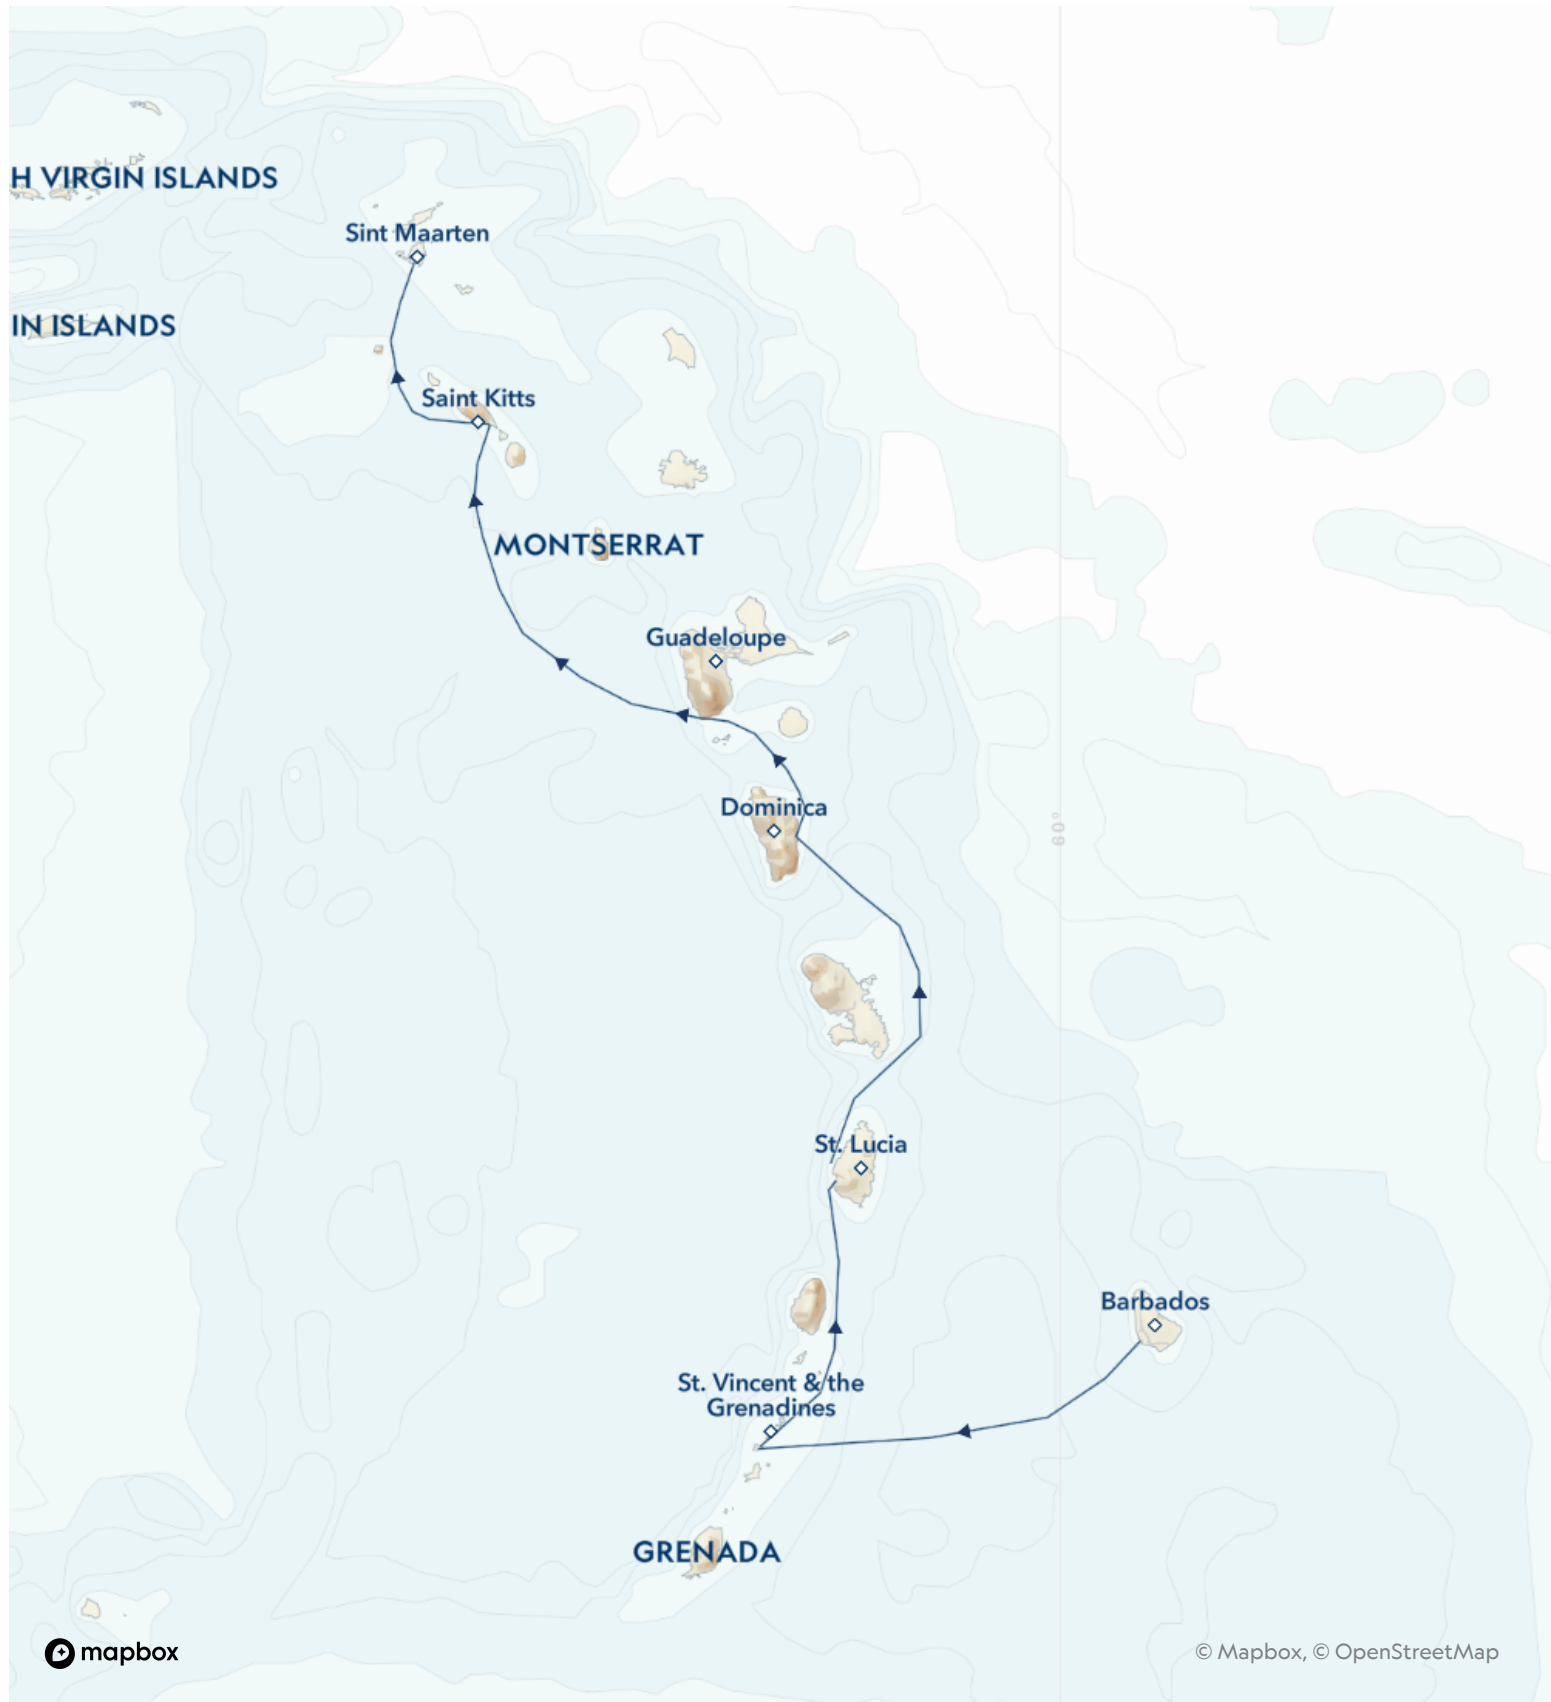 H VIRGIN ISLANDS
Sint Maarten
IN ISLANDS
Saint Kitts
MONTSERRAT
Guadeloupe
Dominica
60°
St. Lucia
Barbados
St. Vincent & the
Grenadines
GRENADA
mapbox
© Mapbox, © OpenStreetMap